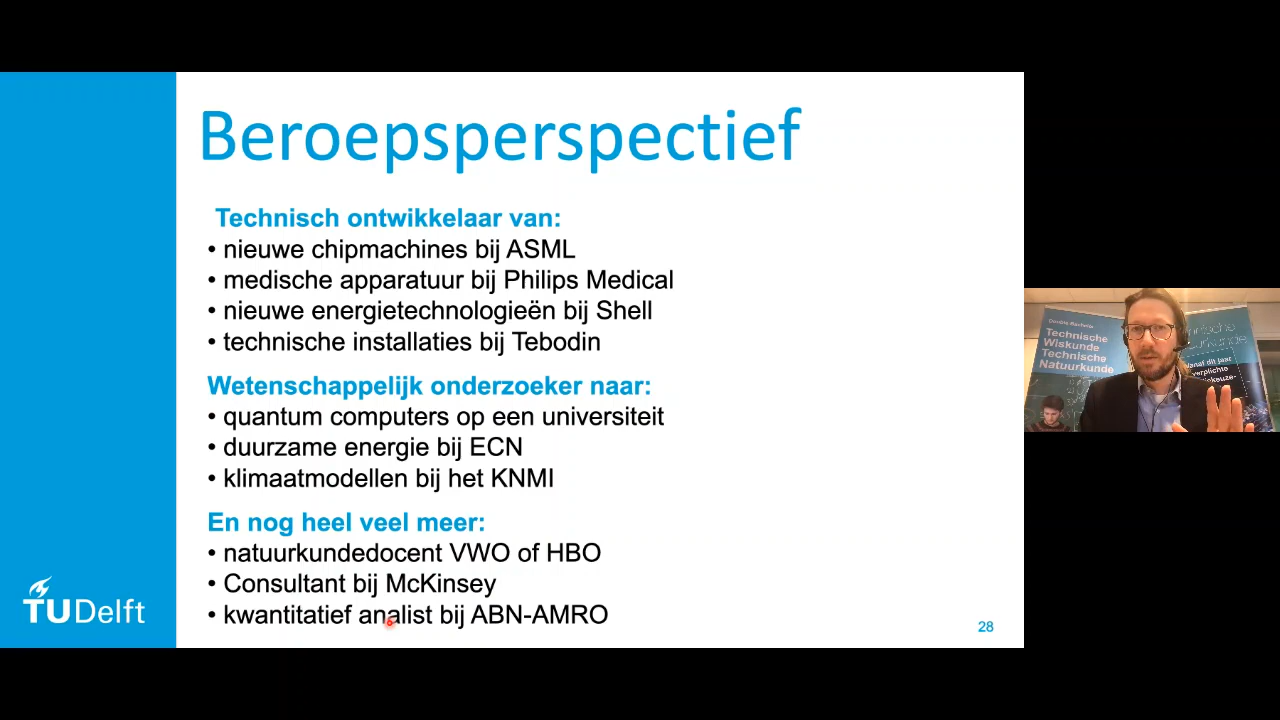 Beroepsperspectief
Technisch ontwikkelaar van:
• nieuwe chipmachines bij ASML
• medische apparatuur bij Philips Medical
• nieuwe energietechnologieën bij Shell
• technische installaties bij Tebodin
Wetenschappelijk onderzoeker naar:
• quantum computers op een universiteit
• duurzame energie bij ECN
• klimaatmodellen bij het KNMI
En nog heel veel meer:
• natuurkundedocent VWO of HBO
• Consultant bij McKinsey
• kwantitatief analist bij ABN-AMRO
TUDelft
28
Technische
Wiskunde
Technische
Natuurkunde
Vanaf dit jaar